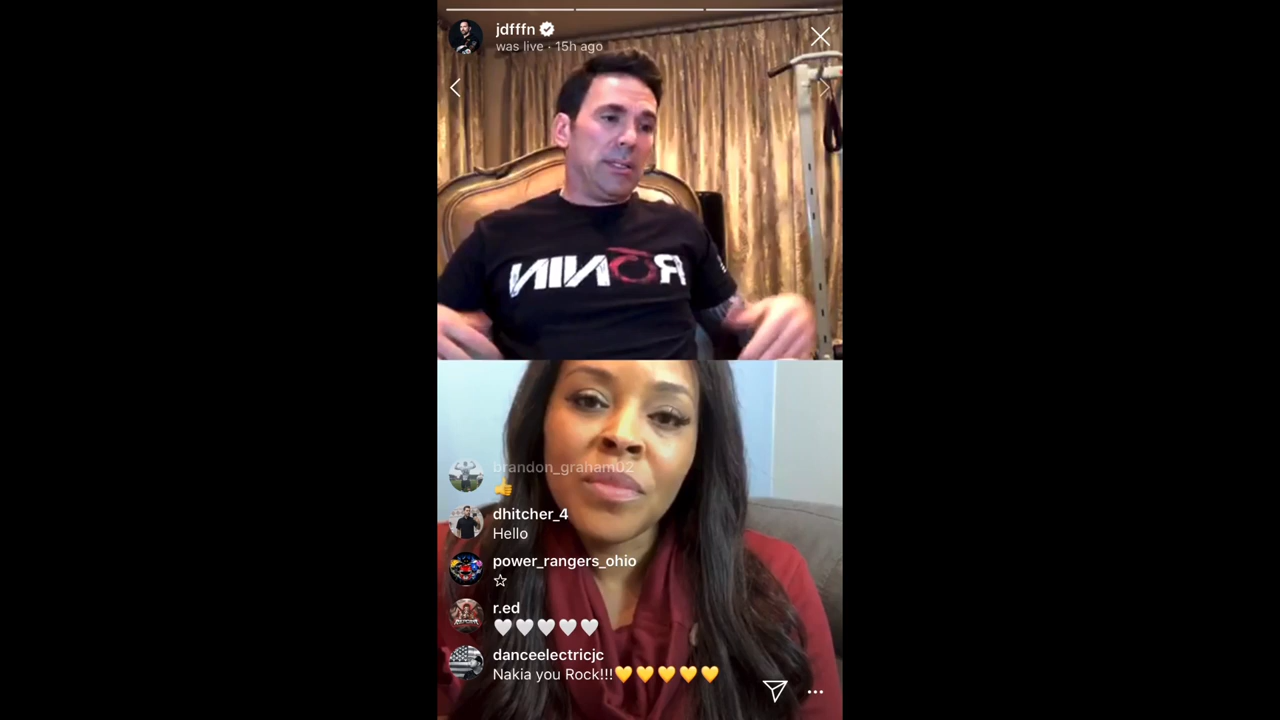 jdfffn
was live · 15h ago
RONIN
brandon_graham02
👍
dhitcher_4
Hello
power_rangers_ohio
☆
r.ed
🤍🤍🤍🤍🤍
danceelectricjc
Nakia you Rock!!!💛💛💛💛💛